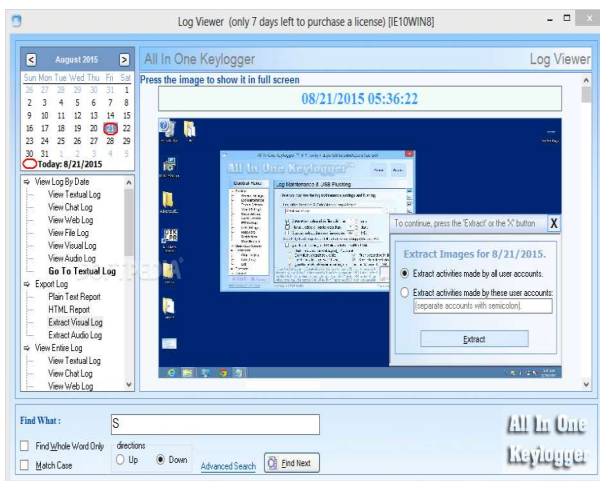 Log Viewer (only 7 days left to purchase a license) [IE10WIN8]
< August 2015 >
Sun Mon Tue Wed Thu Fri Sat
26 27 28 29 30 31 1
2 3 4 5 6 7 8
9 10 11 12 13 14 15
16 17 18 19 20 21 22
23 24 25 26 27 28 29
30 31 1 2 3 4 5
Today: 8/21/2015
View Log By Date
View Textual Log
View Chat Log
View Web Log
View File Log
View Visual Log
View Audio Log
Go To Textual Log
Export Log
Plain Text Report
HTML Report
Extract Visual Log
Extract Audio Log
View Entire Log
View Textual Log
View Chat Log
View Web Log
All In One Keylogger
Log Viewer
Press the image to show it in full screen
08/21/2015 05:36:22
All In One Keylogger
Control Panel
Log Maintenance & USB Flushing
To continue, press the 'Extract' or the 'X' button X
Extract Images for 8/21/2015.
Extract activities made by all user accounts.
Extract activities made by these user accounts:
(separate accounts with semicolon).
Extract
Find What :
S
Find Whole Word Only
Match Case
directions
Up
Down
Advanced Search
Find Next
All In One
Keylogger